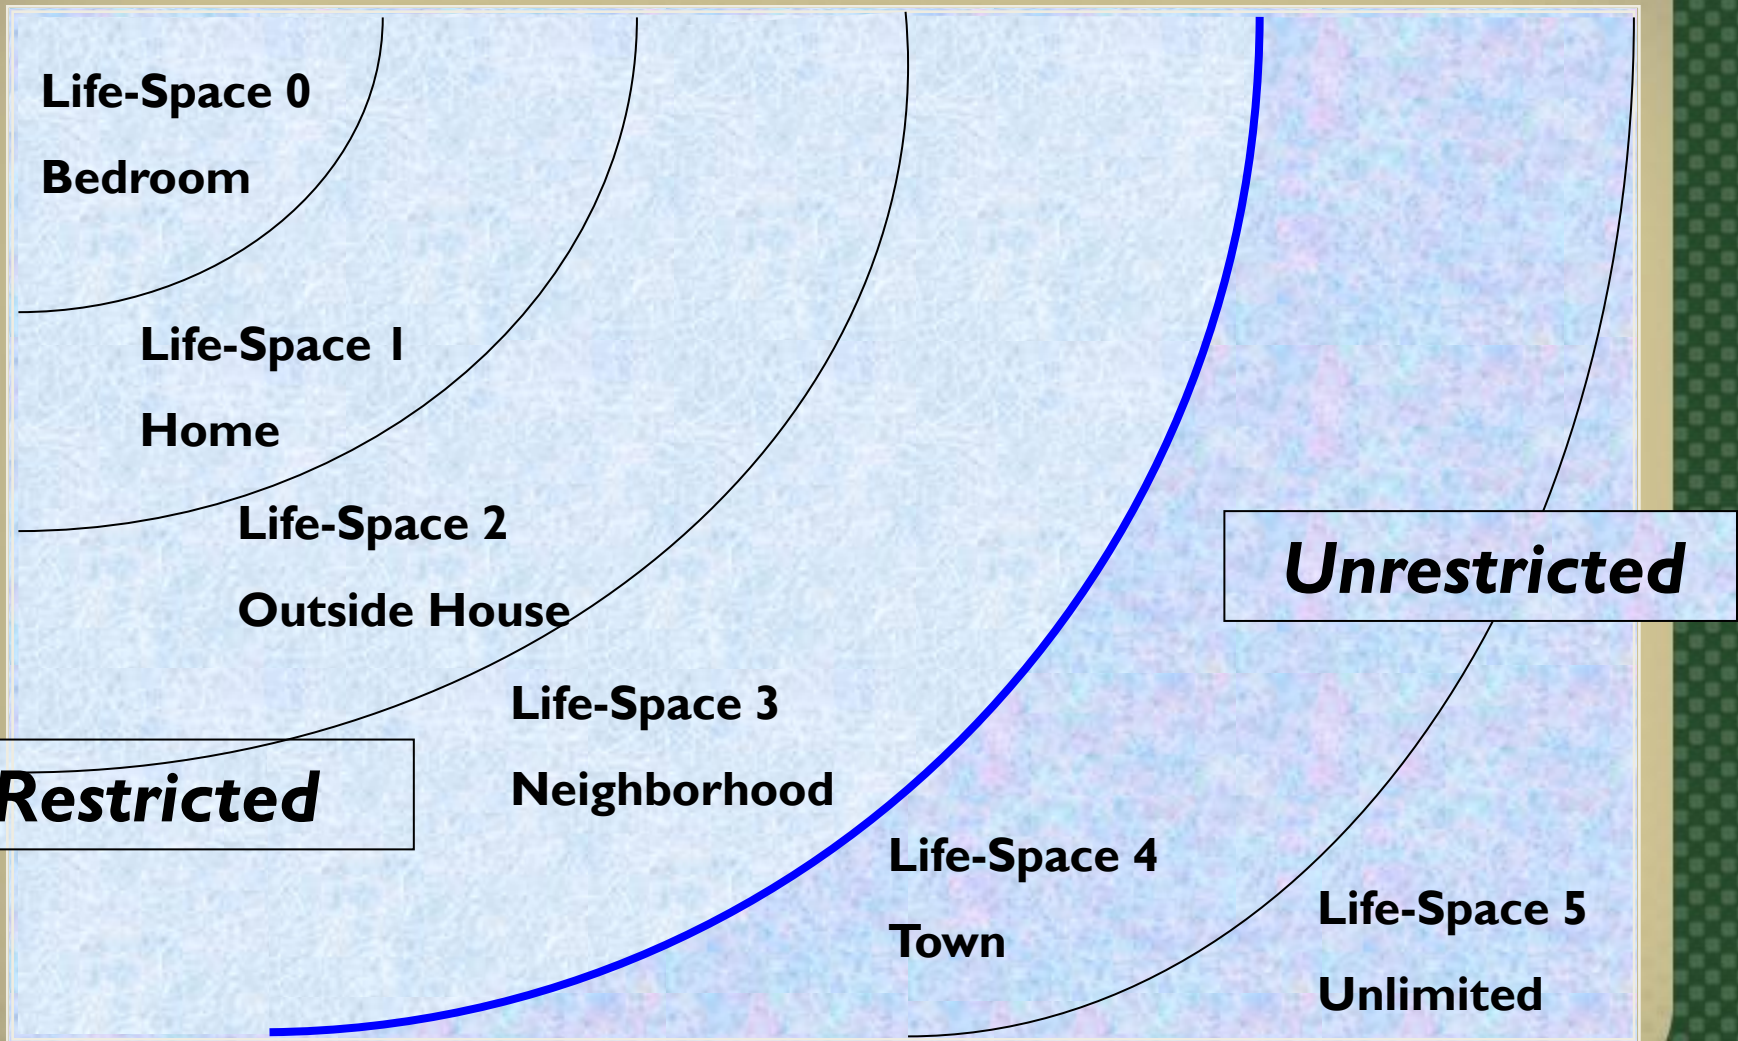 Life-Space 0
Bedroom
Life-Space 1
Home
Life-Space 2
Outside House
Unrestricted
Life-Space 3
Neighborhood
Restricted
Life-Space 4
Town
Life-Space 5
Unlimited